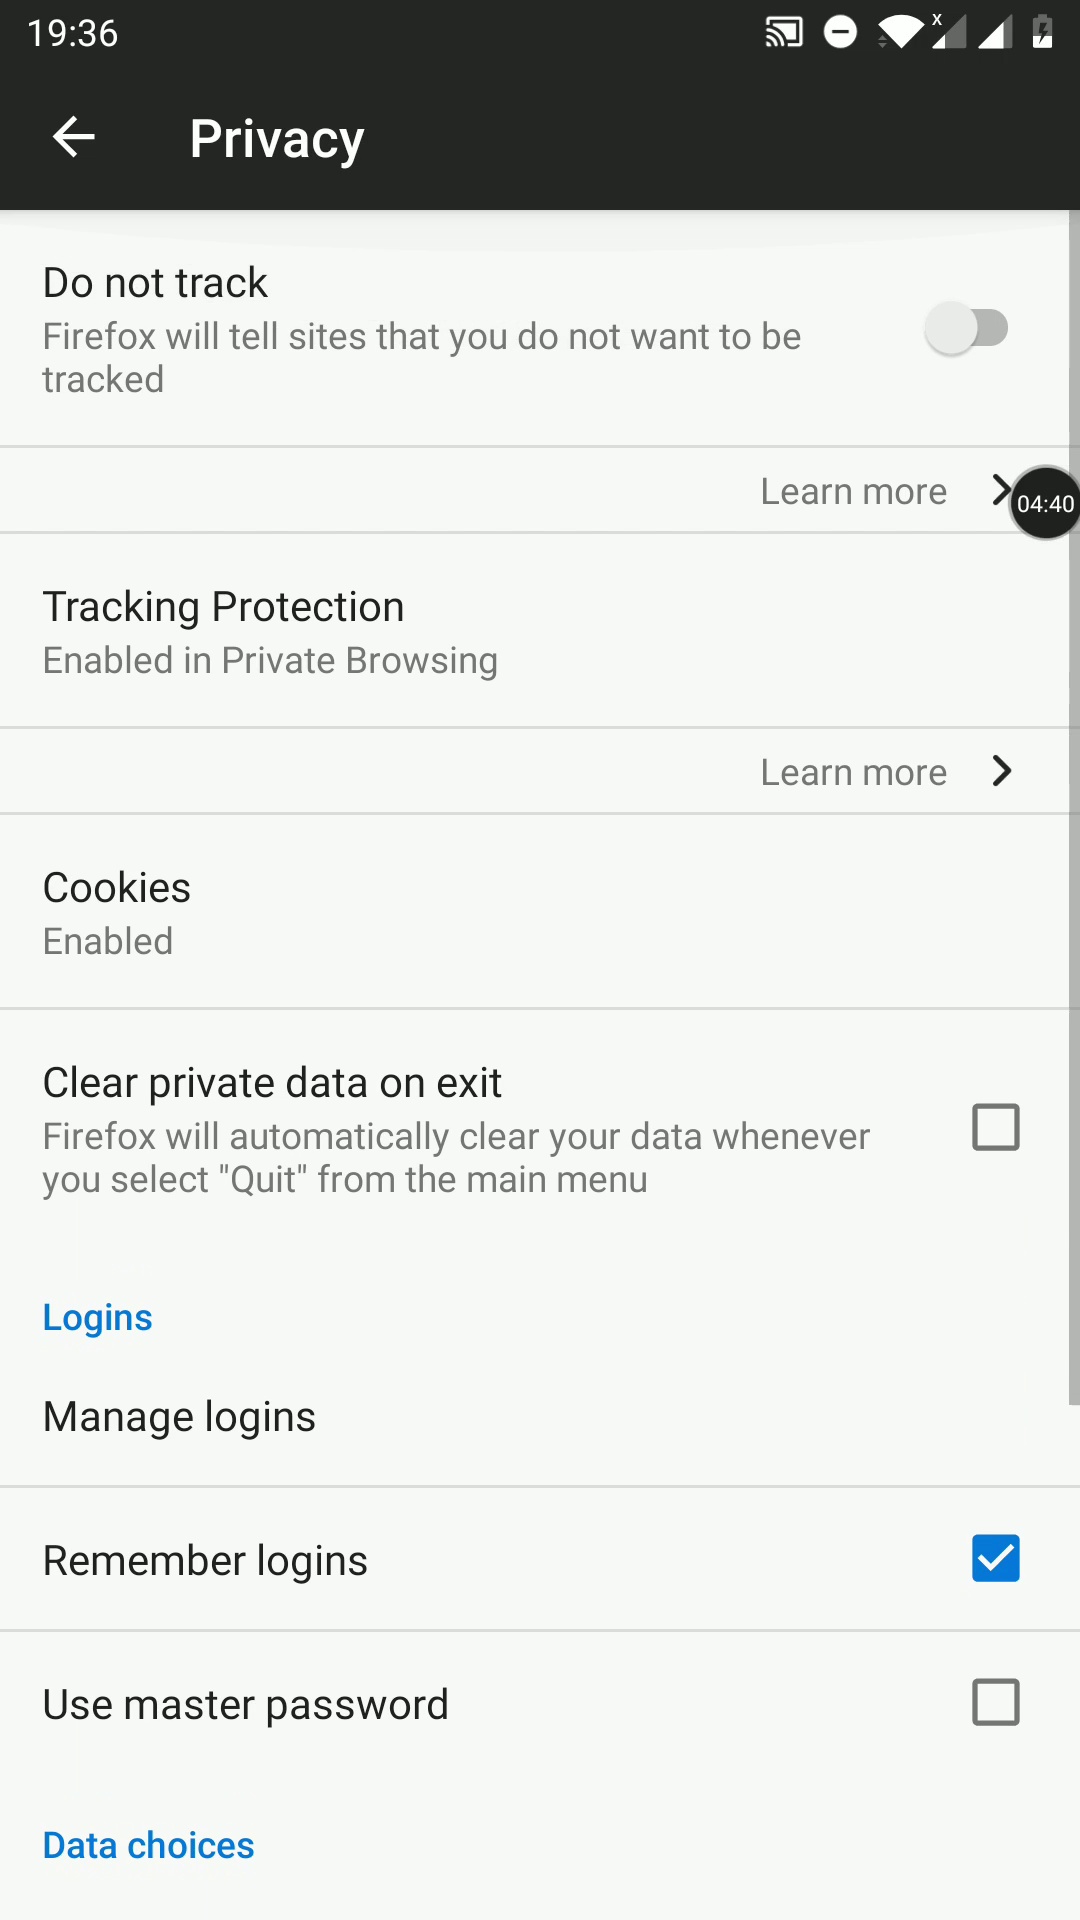 19:36
x
Privacy
Do not track
Firefox will tell sites that you do not want to be
tracked
Learn more
04:40
Tracking Protection
Enabled in Private Browsing
Learn more
Cookies
Enabled
Clear private data on exit
Firefox will automatically clear your data whenever
you select "Quit" from the main menu
Logins
Manage logins
Remember logins
Use master password
Data choices